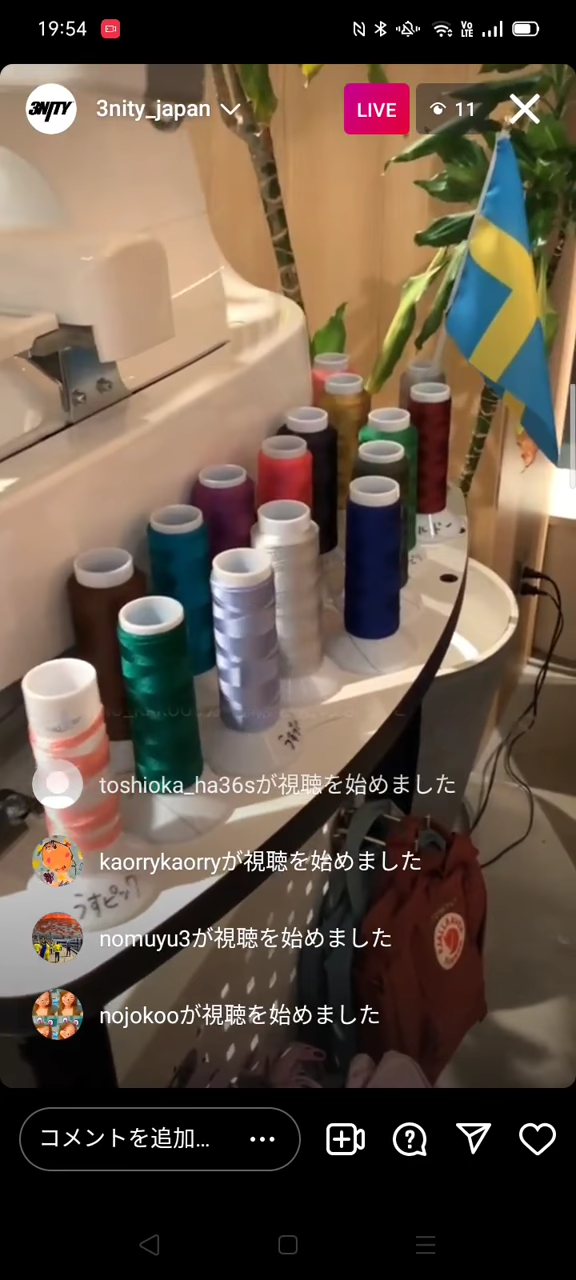 19:54
Vo
LTE
3NITY
3nity_japan
LIVE
11
toshioka_ha36sが視聴を始めました
kaorrykaorryが視聴を始めました
うすピンク
nomuyu3が視聴を始めました
FJÄLLRÄVEN
nojokooが視聴を始めました
コメントを追加...